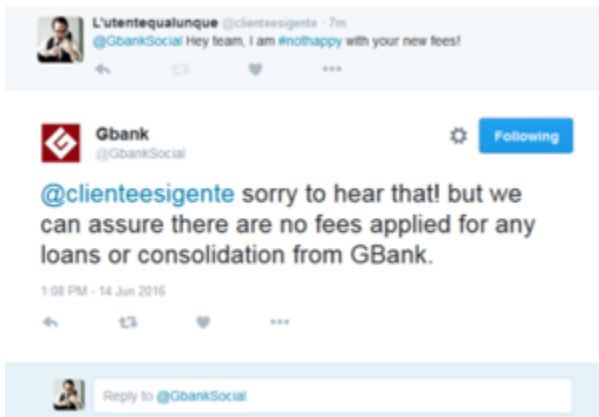 L'utentequalunque @clienteesigente · 7m
@GbankSocial Hey team, I am #nothappy with your new fees!
Gbank
@GbankSocial
Following
@clienteesigente sorry to hear that! but we
can assure there are no fees applied for any
loans or consolidation from GBank.
1:08 PM - 14 Jun 2016
Reply to @GbankSocial